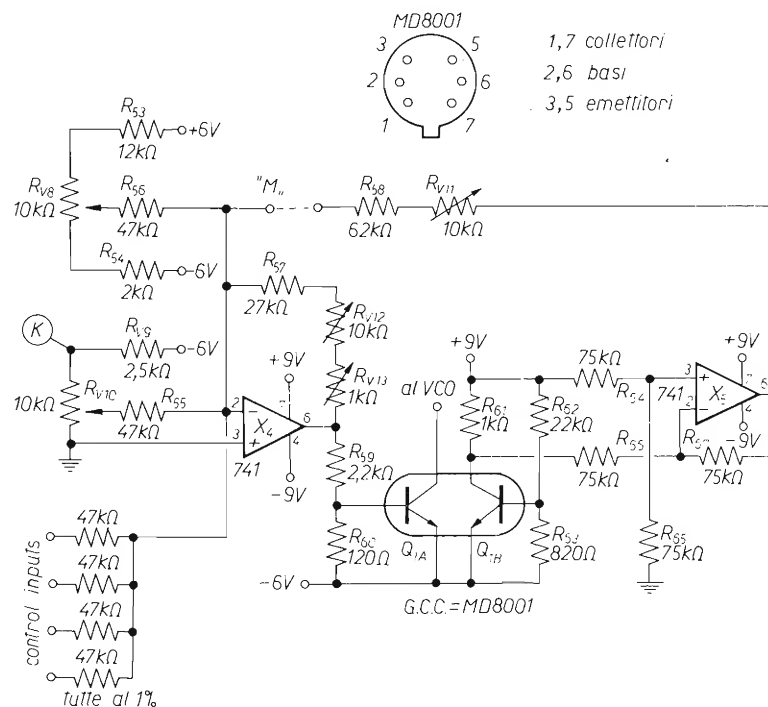 MD8001
3
5
2
6
1
7
1,7 collettori
2,6 basi
3,5 emettitori
R53
+6V
12kΩ
RV8
10kΩ
R56
47kΩ
"M"
R58
62kΩ
RV11
10kΩ
R54
-6V
2kΩ
R57
27kΩ
RV12
10kΩ
K
RV9
-6V
2,5kΩ
RV10
10kΩ
R55
47kΩ
RV13
1kΩ
+9V
2
7
-
X4
6
3
+
4
741
-9V
R59
2,2kΩ
al VCO
+9V
R61
1kΩ
R62
22kΩ
75kΩ
R64
3
741
+
7
X5
6
2
-
4
+9V
-9V
R66
75kΩ
75kΩ
R60
120Ω
Q1A
Q1B
R63
820Ω
R65
75kΩ
-6V
G.C.C.=MD8001
control inputs
47kΩ
47kΩ
47kΩ
47kΩ
tutte al 1%